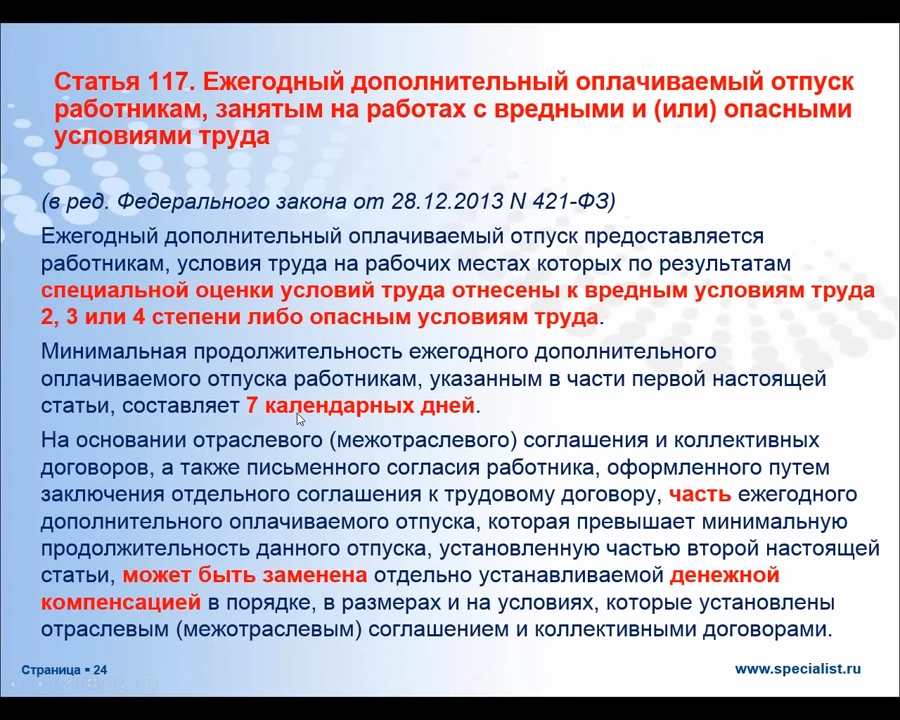 Статья 117. Ежегодный дополнительный оплачиваемый отпуск
работникам, занятым на работах с вредными и (или) опасными
условиями труда
(в ред. Федерального закона от 28.12.2013 N 421-ФЗ)
Ежегодный дополнительный оплачиваемый отпуск предоставляется
работникам, условия труда на рабочих местах которых по результатам
специальной оценки условий труда отнесены к вредным условиям труда
2, 3 или 4 степени либо опасным условиям труда.
Минимальная продолжительность ежегодного дополнительного
оплачиваемого отпуска работникам, указанным в части первой настоящей
статьи, составляет 7 календарных дней.
На основании отраслевого (межотраслевого) соглашения и коллективных
договоров, а также письменного согласия работника, оформленного путем
заключения отдельного соглашения к трудовому договору, часть ежегодного
дополнительного оплачиваемого отпуска, которая превышает минимальную
продолжительность данного отпуска, установленную частью второй настоящей
статьи, может быть заменена отдельно устанавливаемой денежной
компенсацией в порядке, в размерах и на условиях, которые установлены
отраслевым (межотраслевым) соглашением и коллективными договорами.
Страница ▪ 24
www.specialist.ru